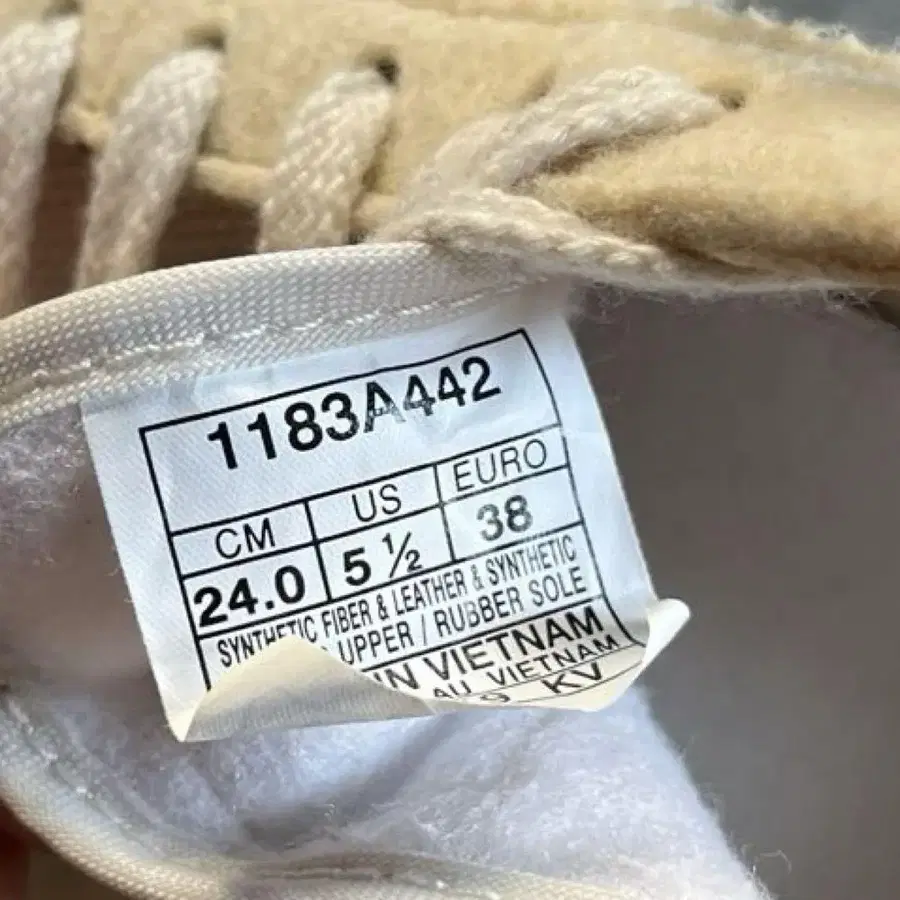 1183A442
CM US EURO
24.0 5 ½ 38
SYNTHETIC FIBER & LEATHER & SYNTHETIC
UPPER / RUBBER SOLE
IN VIETNAM
VIETNAM
KV